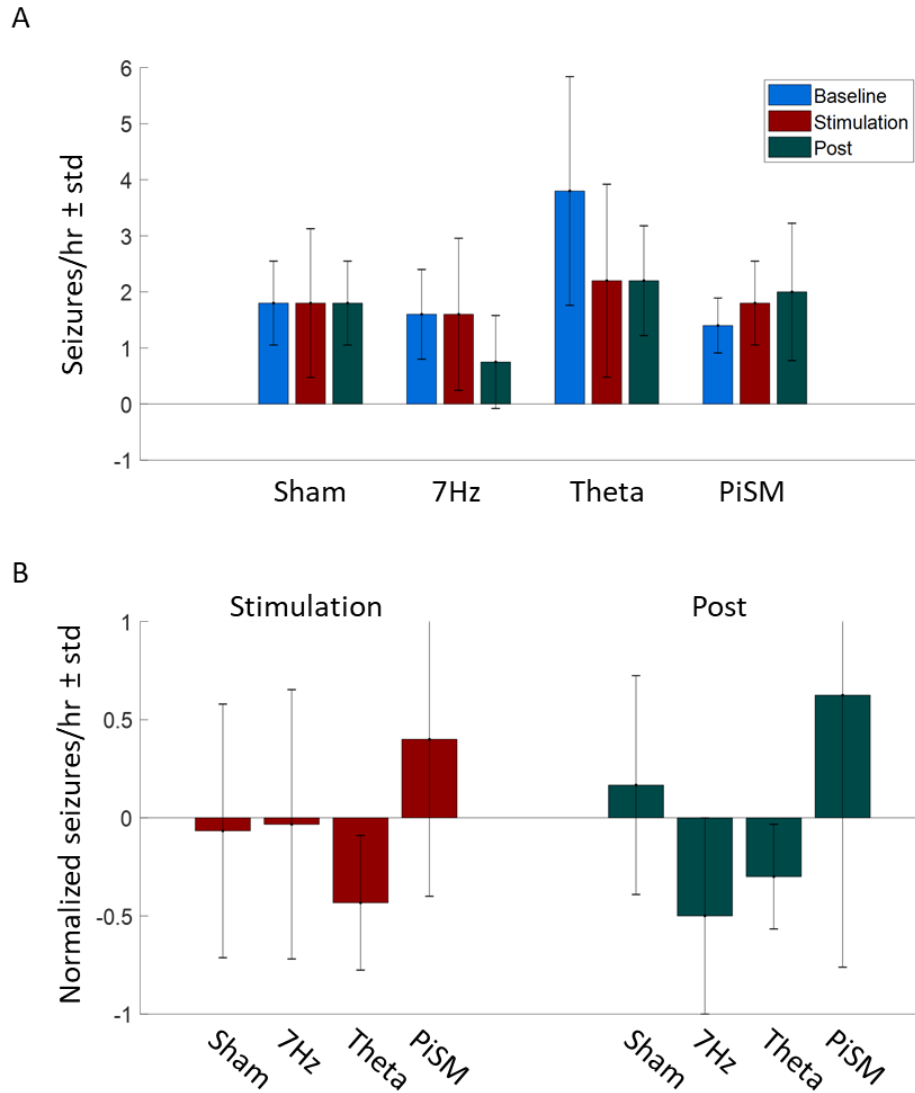 A
Seizures/hr ± std
6
5
4
3
2
1
0
-1
Baseline
Stimulation
Post
Sham 7Hz Theta PiSM
B
Stimulation Post
Normalized seizures/hr ± std
1
0.5
0
-0.5
-1
Sham 7Hz Theta PiSM Sham 7Hz Theta PiSM